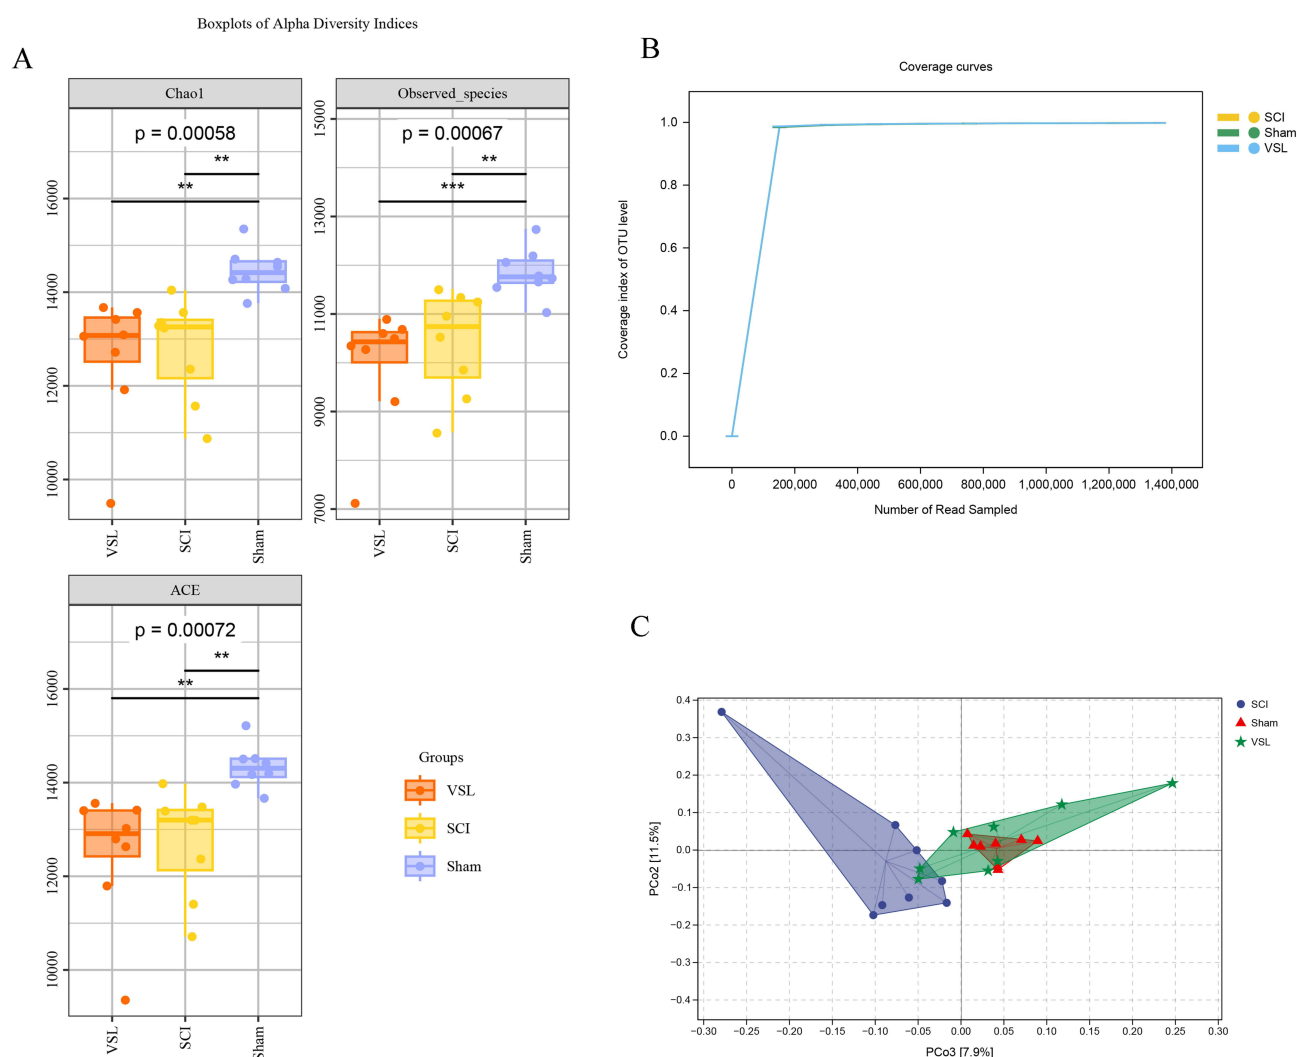 Boxplots of Alpha Diversity Indices
A
Chao1
p = 0.00058
**
**
16000
14000
12000
10000
VSL
SCI
Sham
Observed_species
p = 0.00067
**
***
15000
13000
11000
9000
7000
VSL
SCI
Sham
ACE
p = 0.00072
**
**
16000
14000
12000
10000
VSL
SCI
Sham
Groups
VSL
SCI
Sham
B
Coverage curves
Coverage index of OTU level
1.0
0.8
0.6
0.4
0.2
0.0
0 200,000 400,000 600,000 800,000 1,000,000 1,200,000 1,400,000
Number of Read Sampled
SCI
Sham
VSL
C
PCo2 [11.5%]
0.4
0.3
0.2
0.1
0.0
−0.1
−0.2
−0.3
−0.4
−0.30 −0.25 −0.20 −0.15 −0.10 −0.05 0.00 0.05 0.10 0.15 0.20 0.25 0.30
PCo3 [7.9%]
SCI
Sham
VSL